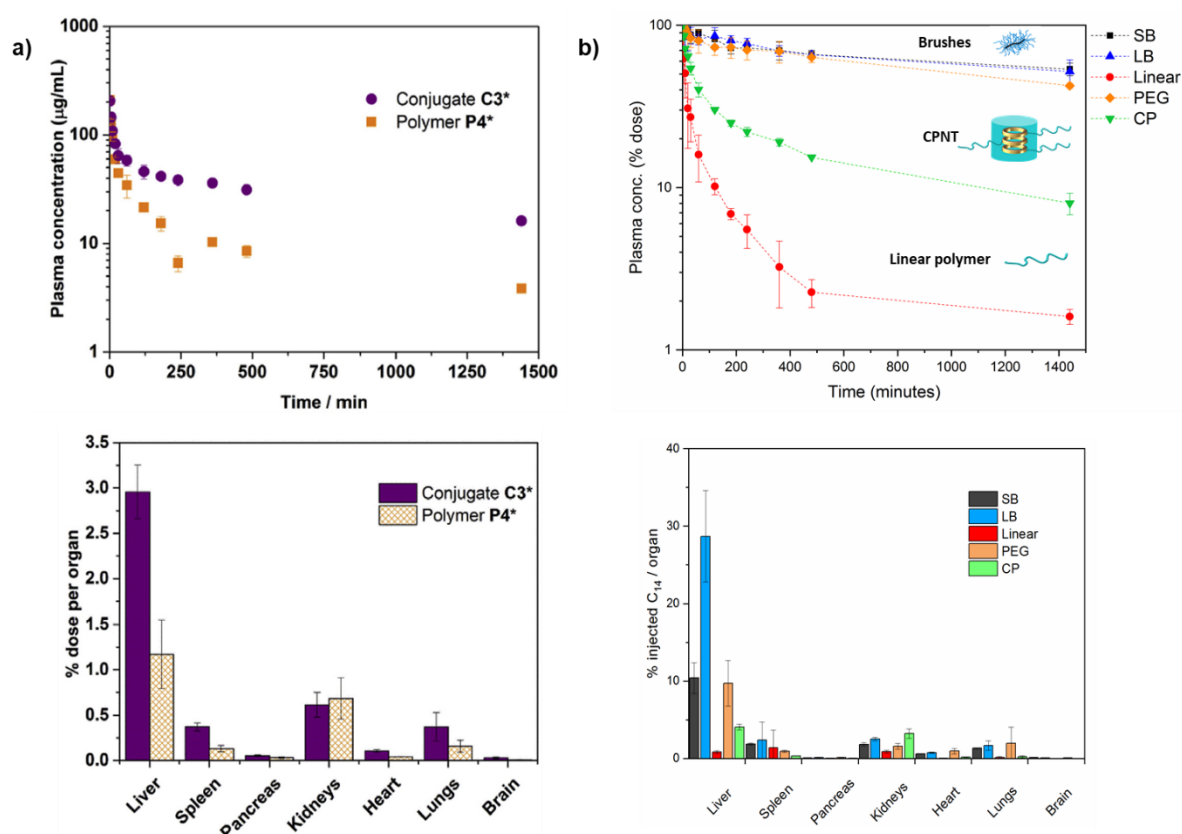 a)
Plasma concentration (µg/mL)
1000
100
10
1
0 250 500 750 1000 1250 1500
Time / min
Conjugate C3*
Polymer P4*
b)
Plasma conc. (% dose)
100
10
1
0 200 400 600 800 1000 1200 1400
Time (minutes)
Brushes
CPNT
Linear polymer
SB
LB
Linear
PEG
CP
% dose per organ
3.5
3.0
2.5
2.0
1.5
1.0
0.5
0.0
Liver Spleen Pancreas Kidneys Heart Lungs Brain
Conjugate C3*
Polymer P4*
% injected C14 / organ
40
30
20
10
0
Liver Spleen Pancreas Kidneys Heart Lungs Brain
SB
LB
Linear
PEG
CP